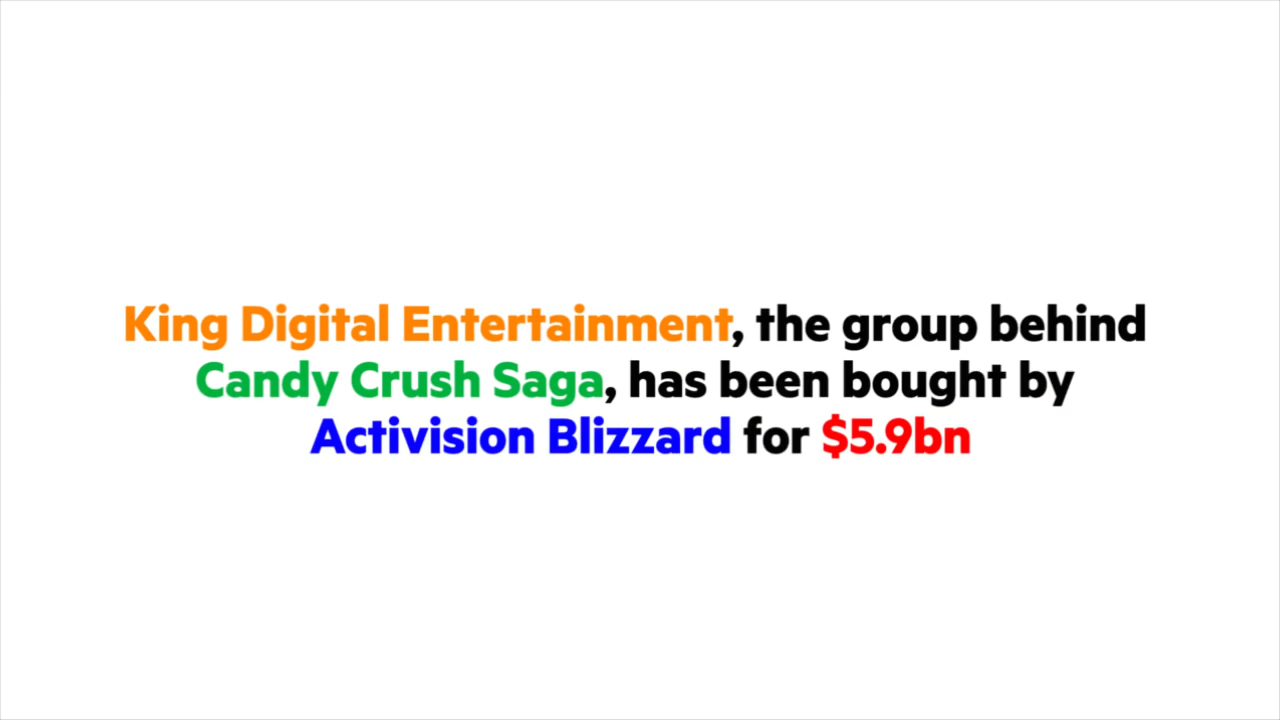 King Digital Entertainment, the group behind
Candy Crush Saga, has been bought by
Activision Blizzard for $5.9bn